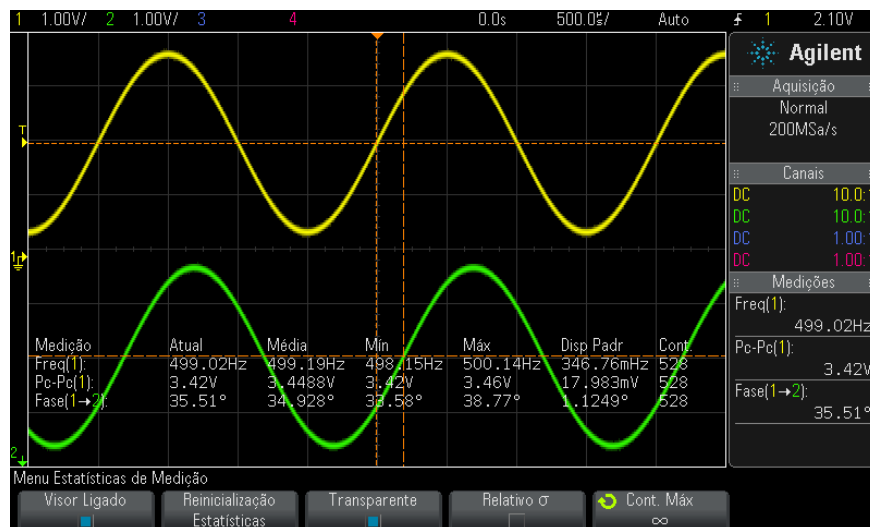 1 1.00V/ 2 1.00V/ 3 4 0.0s 500.0ʯ/ Auto 1 2.10V
Agilent
Aquisição
Normal
200MSa/s
Canais
DC 10.0:
DC 10.0:
DC 1.00:
DC 1.00:
Medições
Freq(1):
499.02Hz
Pc-Pc(1):
3.42V
Fase(1→2):
35.51°
T
1
2
Medição Atual Média Mín Máx Disp Padr Cont.
Freq(1): 499.02Hz 499.19Hz 498.15Hz 500.14Hz 346.76mHz 528
Pc-Pc(1): 3.42V 3.4488V 3.42V 3.46V 17.983mV 528
Fase(1→2): 35.51° 34.928° 33.58° 38.77° 1.1249° 528
Menu Estatísticas de Medição
Visor Ligado
Reinicialização
Estatísticas
Transparente
Relativo σ
Cont. Máx
∞